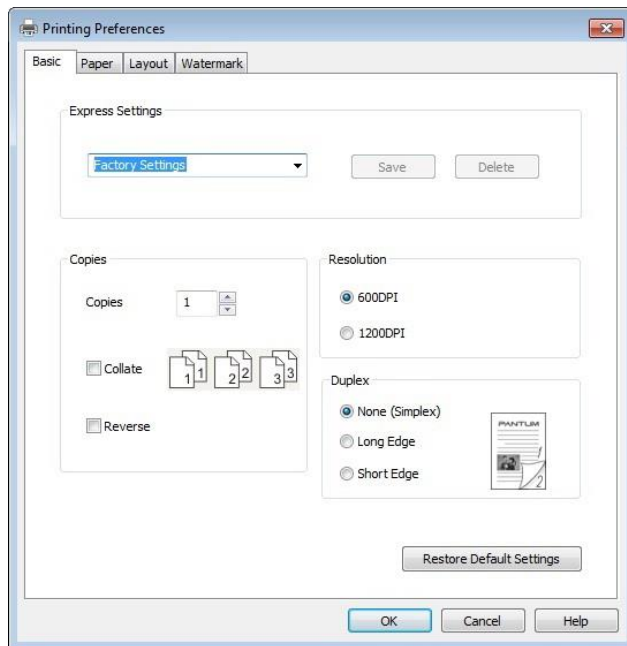 Printing Preferences
Basic Paper Layout Watermark
Express Settings
Factory Settings Save Delete
Copies
Copies 1
Collate 1 1 2 2 3 3
Reverse
Resolution
600DPI
1200DPI
Duplex
None (Simplex)
Long Edge
Short Edge
PANTUM
1
2
Restore Default Settings
OK Cancel Help